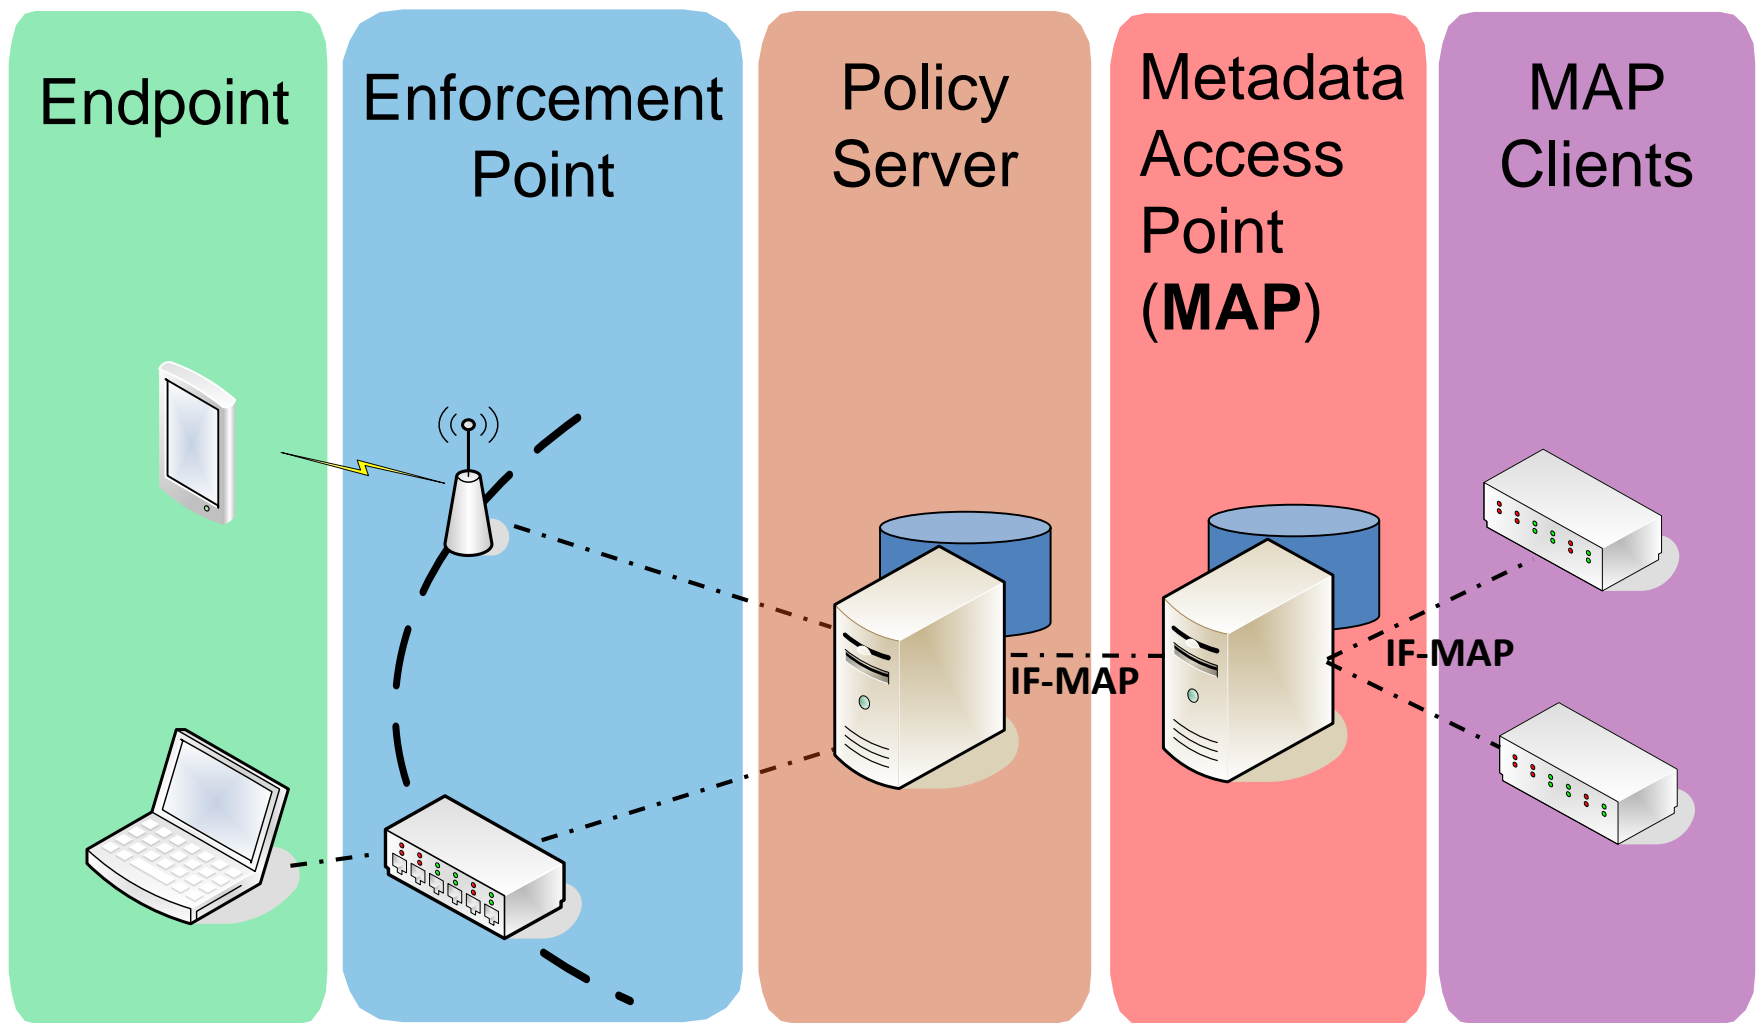 Endpoint
Enforcement
Point
Policy
Server
Metadata
Access
Point
(MAP)
MAP
Clients
IF-MAP
IF-MAP